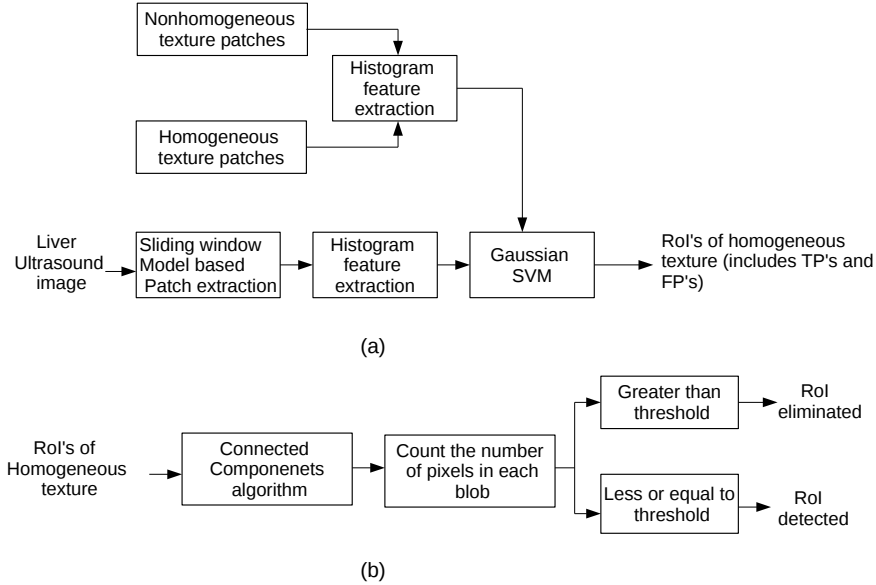 Nonhomogeneous
texture patches
Histogram
feature
extraction
Homogeneous
texture patches
Liver
Ultrasound
image
Sliding window
Model based
Patch extraction
Histogram
feature
extraction
Gaussian
SVM
RoI's of homogeneous
texture (includes TP's and
FP's)
(a)
RoI's of
Homogeneous
texture
Connected
Componenets
algorithm
Count the number
of pixels in each
blob
Greater than
threshold
RoI
eliminated
Less or equal to
threshold
RoI
detected
(b)